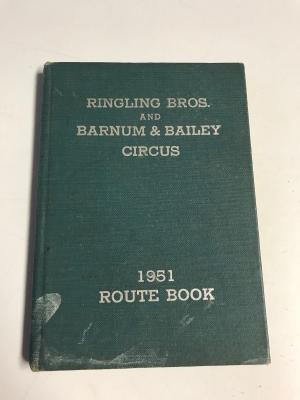 RINGLING BROS.
AND
BARNUM & BAILEY
CIRCUS
1951
ROUTE BOOK